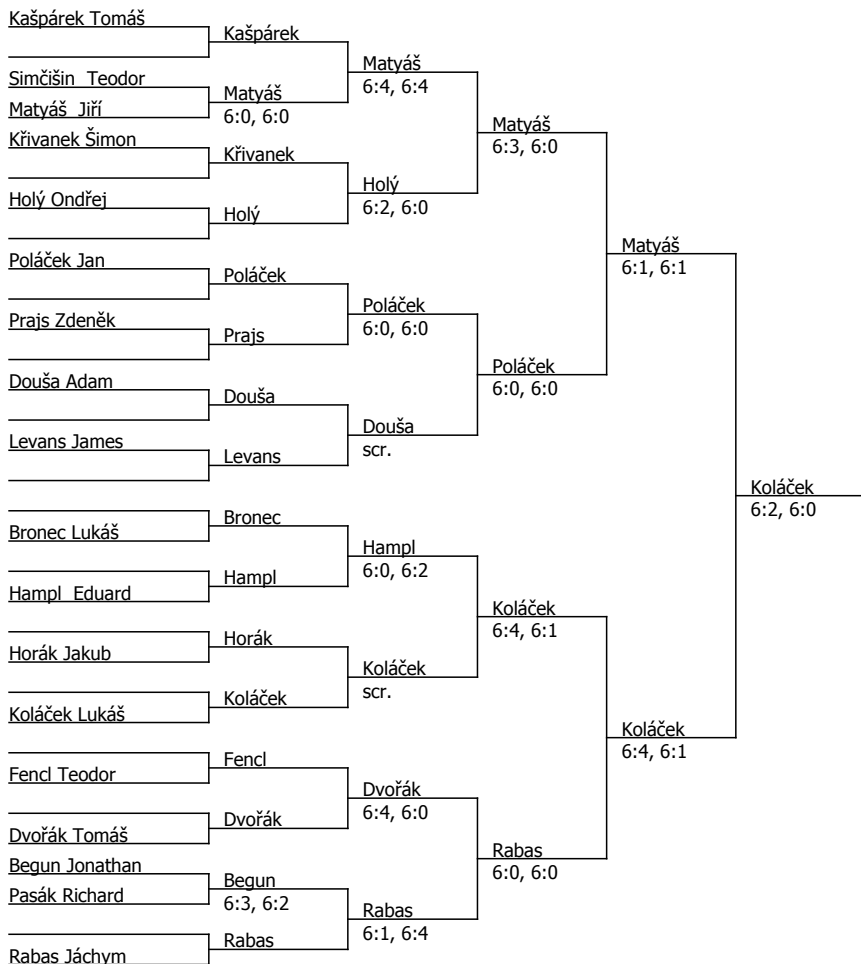 Kašpárek Tomáš
Kašpárek
Matyáš
Simčišin Teodor
6:4, 6:4
Matyáš
Matyáš Jiří
6:0, 6:0
Matyáš
Křivanek Šimon
6:3, 6:0
Křivanek
Holý
Holý Ondřej
6:2, 6:0
Holý
Matyáš
Poláček Jan
6:1, 6:1
Poláček
Poláček
Prajs Zdeněk
6:0, 6:0
Prajs
Poláček
Douša Adam
6:0, 6:0
Douša
Douša
Levans James
scr.
Levans
Koláček
6:2, 6:0
Bronec
Bronec Lukáš
Hampl
6:0, 6:2
Hampl
Hampl Eduard
Koláček
6:4, 6:1
Horák
Horák Jakub
Koláček
scr.
Koláček
Koláček Lukáš
Koláček
6:4, 6:1
Fencl
Fencl Teodor
Dvořák
6:4, 6:0
Dvořák
Dvořák Tomáš
Rabas
Begun Jonathan
6:0, 6:0
Begun
Pasák Richard
6:3, 6:2
Rabas
6:1, 6:4
Rabas
Rabas Jáchym